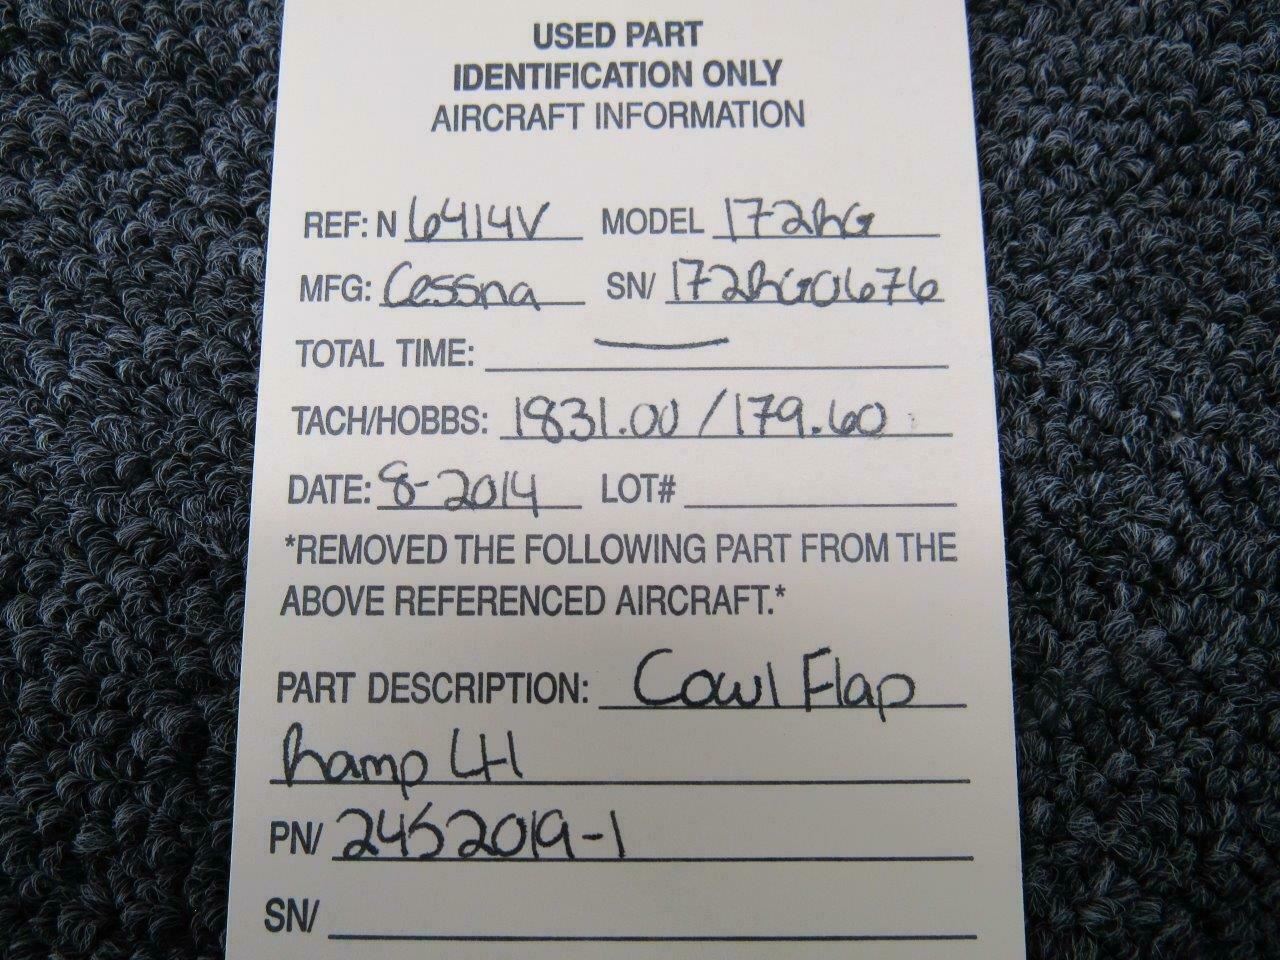 USED PART
IDENTIFICATION ONLY
AIRCRAFT INFORMATION
REF: N 6414V MODEL 172RG
MFG: Cessna SN/ 172RG0676
TOTAL TIME: —
TACH/HOBBS: 1831.00 / 179.60
DATE: 8-2014 LOT#
*REMOVED THE FOLLOWING PART FROM THE
ABOVE REFERENCED AIRCRAFT.*
PART DESCRIPTION: Cowl Flap
Ramp LH
PN/ 2452019-1
SN/